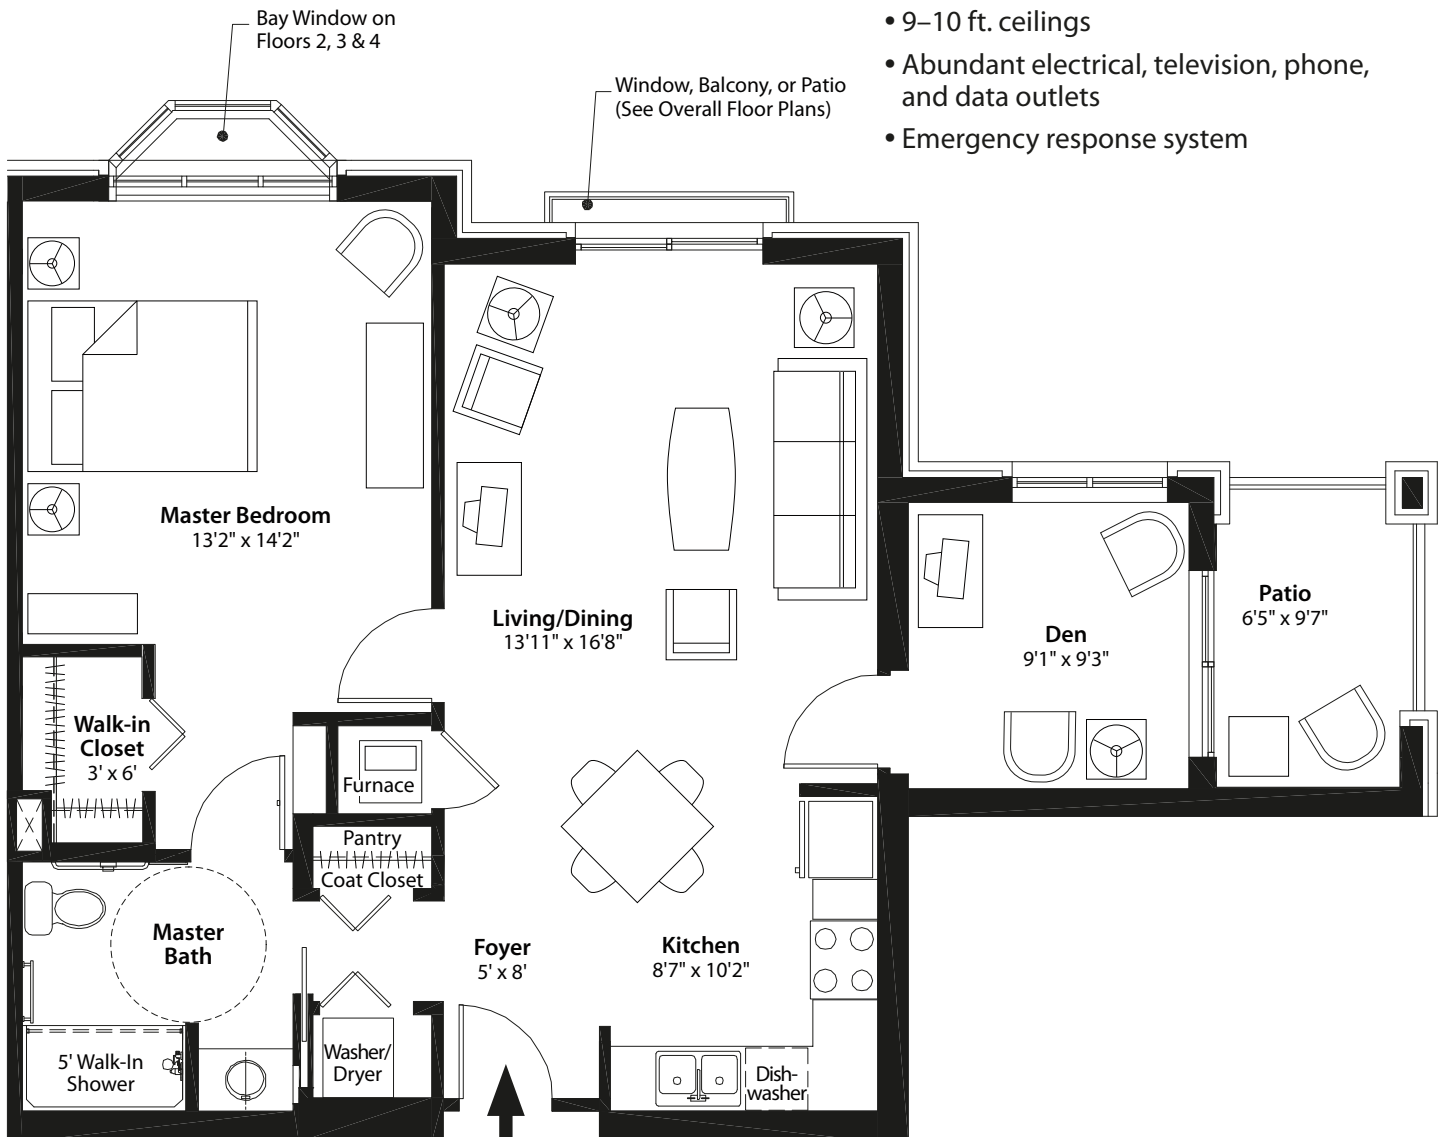 Bay Window on
Floors 2, 3 & 4
Window, Balcony, or Patio
(See Overall Floor Plans)
• 9–10 ft. ceilings
• Abundant electrical, television, phone,
and data outlets
• Emergency response system
Master Bedroom
13'2" x 14'2"
Living/Dining
13'11" x 16'8"
Den
9'1" x 9'3"
Patio
6'5" x 9'7"
Walk-in
Closet
3' x 6'
Furnace
Pantry
Coat Closet
Master
Bath
Foyer
5' x 8'
Kitchen
8'7" x 10'2"
5' Walk-In
Shower
Washer/
Dryer
Dish-
washer